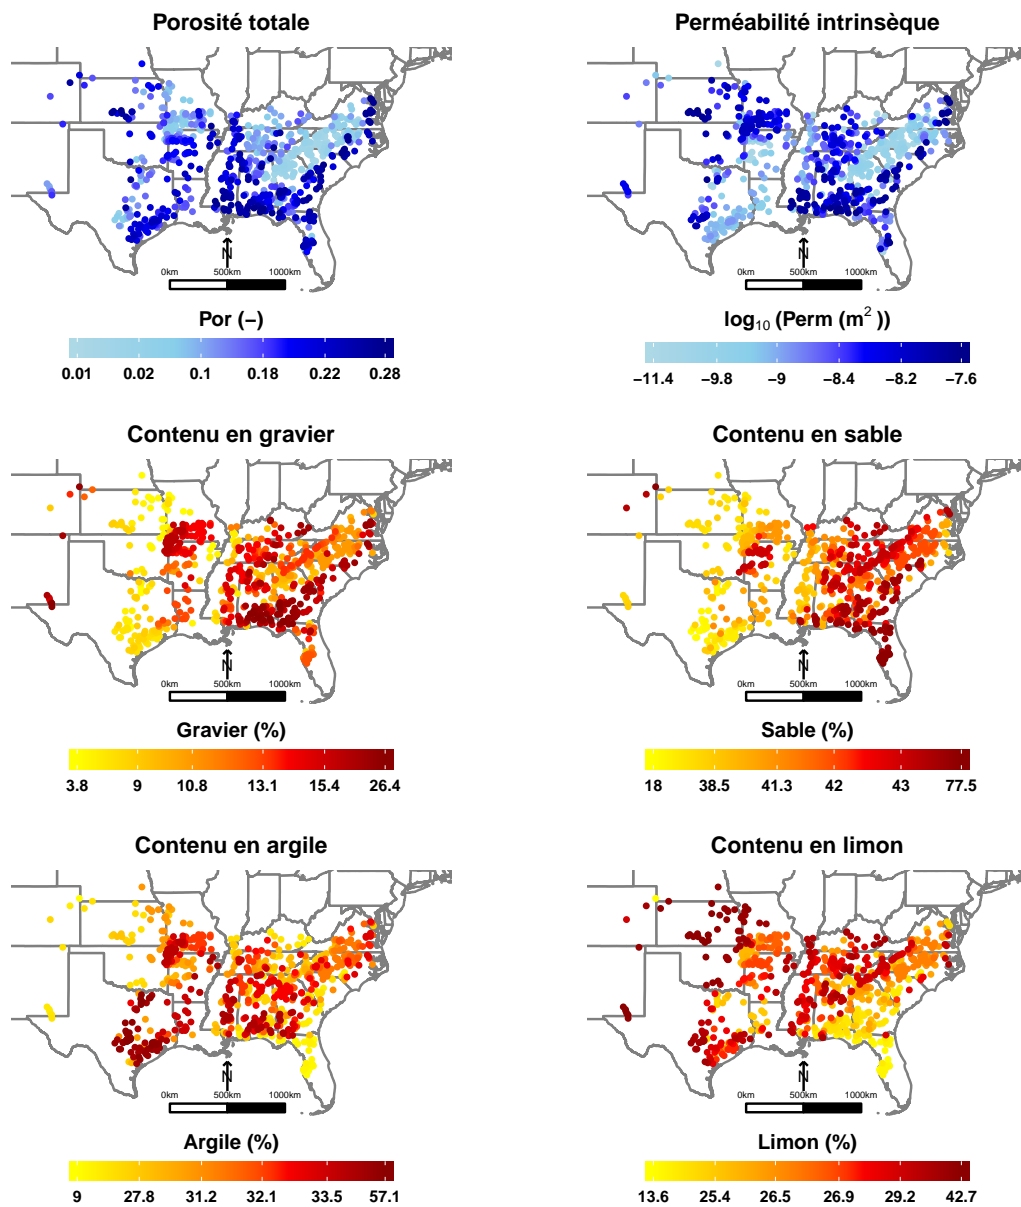 Porosité totale
Perméabilité intrinsèque
N
0km 500km 1000km
N
0km 500km 1000km
Por (−)
log10 (Perm (m2 ))
0.01 0.02 0.1 0.18 0.22 0.28
−11.4 −9.8 −9 −8.4 −8.2 −7.6
Contenu en gravier
Contenu en sable
N
0km 500km 1000km
N
0km 500km 1000km
Gravier (%)
Sable (%)
3.8 9 10.8 13.1 15.4 26.4
18 38.5 41.3 42 43 77.5
Contenu en argile
Contenu en limon
N
0km 500km 1000km
N
0km 500km 1000km
Argile (%)
Limon (%)
9 27.8 31.2 32.1 33.5 57.1
13.6 25.4 26.5 26.9 29.2 42.7